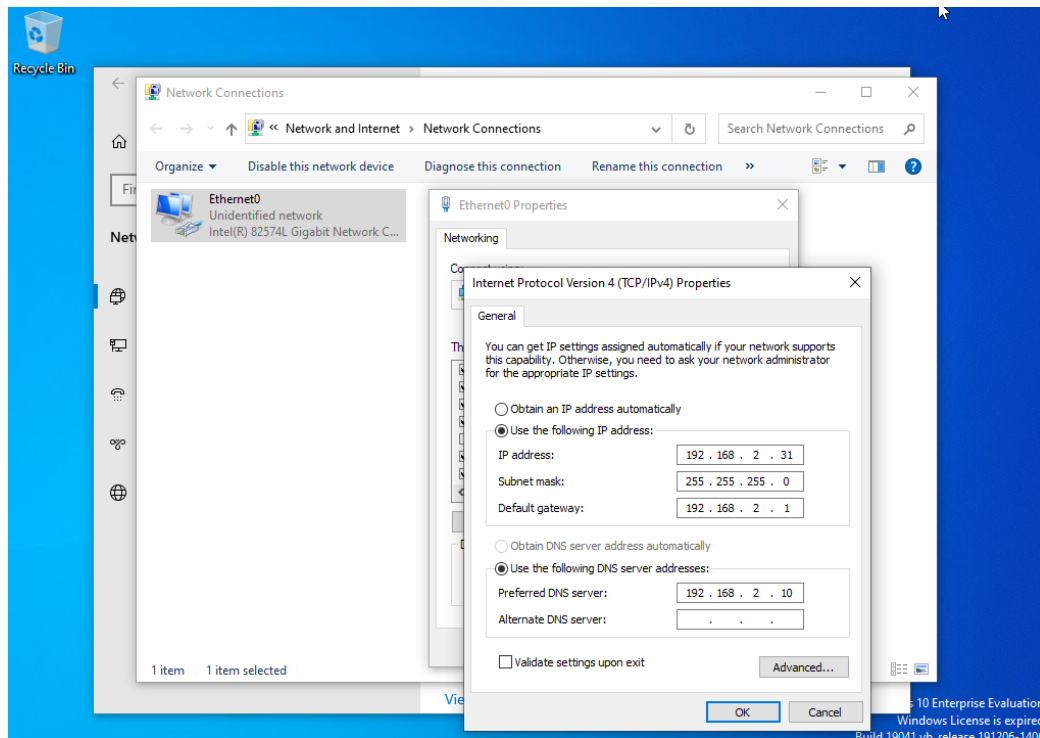 Recycle Bin
Network Connections
« Network and Internet › Network Connections
Search Network Connections
Organize
Disable this network device
Diagnose this connection
Rename this connection
»
Ethernet0
Unidentified network
Intel(R) 82574L Gigabit Network C...
Ethernet0 Properties
Networking
Internet Protocol Version 4 (TCP/IPv4) Properties
General
You can get IP settings assigned automatically if your network supports
this capability. Otherwise, you need to ask your network administrator
for the appropriate IP settings.
Obtain an IP address automatically
Use the following IP address:
IP address: 192 . 168 . 2 . 31
Subnet mask: 255 . 255 . 255 . 0
Default gateway: 192 . 168 . 2 . 1
Obtain DNS server address automatically
Use the following DNS server addresses:
Preferred DNS server: 192 . 168 . 2 . 10
Alternate DNS server: . . .
Validate settings upon exit
Advanced...
OK
Cancel
1 item
1 item selected
10 Enterprise Evaluation
Windows License is expired
Build 19041.vb_release.191206-1406